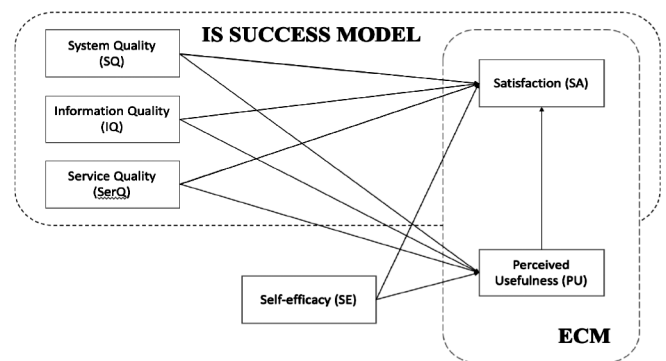 IS SUCCESS MODEL
System Quality
(SQ)
Information Quality
(IQ)
Service Quality
(SerQ)
Satisfaction (SA)
Self-efficacy (SE)
Perceived
Usefulness (PU)
ECM